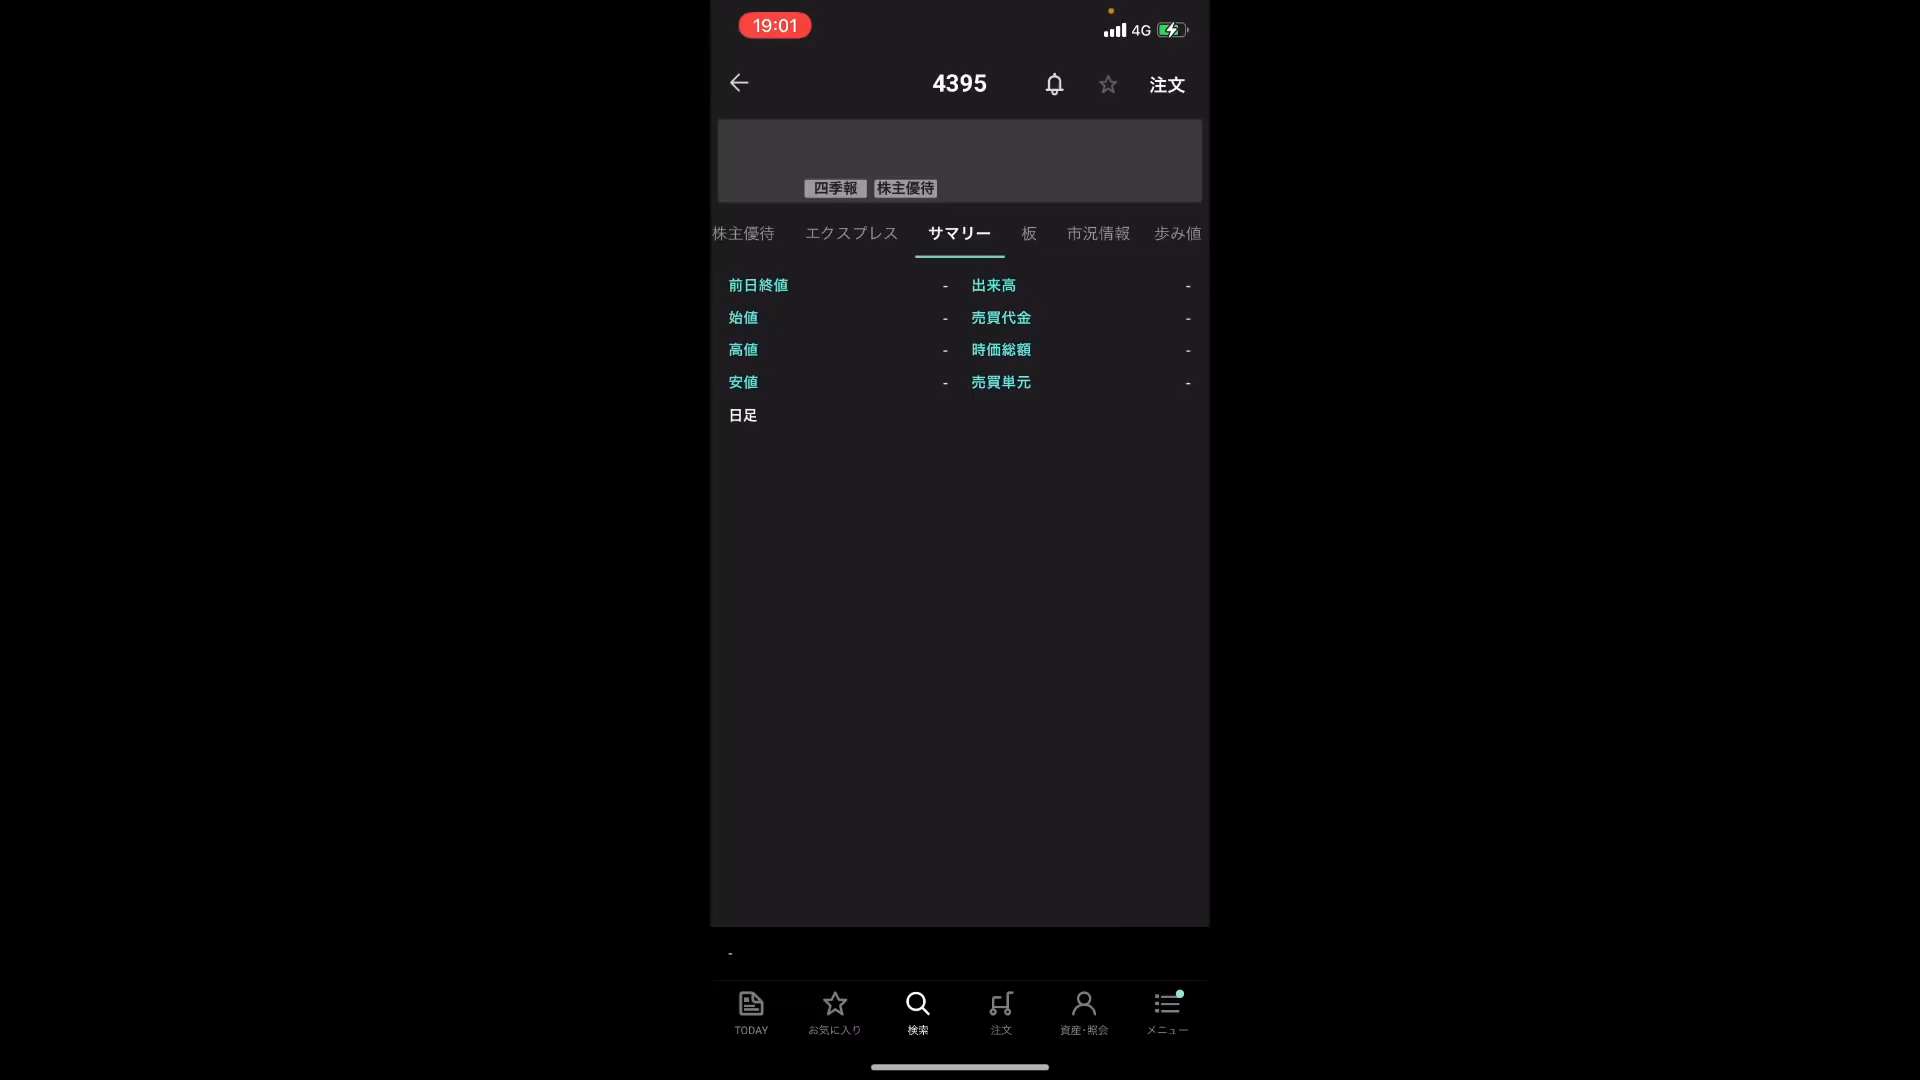 19:01
4G
4395
注文
四季報 株主優待
株主優待 エクスプレス サマリー 板 市況情報 歩み値
前日終値 - 出来高 -
始値 - 売買代金 -
高値 - 時価総額 -
安値 - 売買単元 -
日足
-
TODAY お気に入り 検索 注文 資産・照会 メニュー